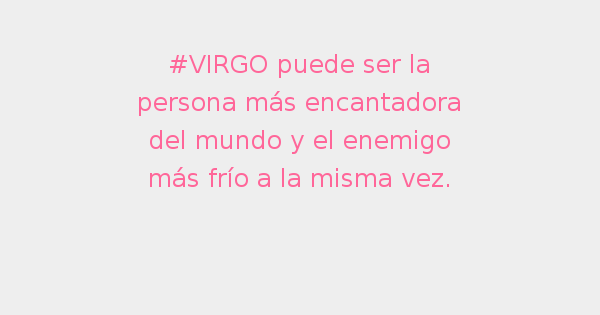 #VIRGO puede ser la
persona más encantadora
del mundo y el enemigo
más frío a la misma vez.